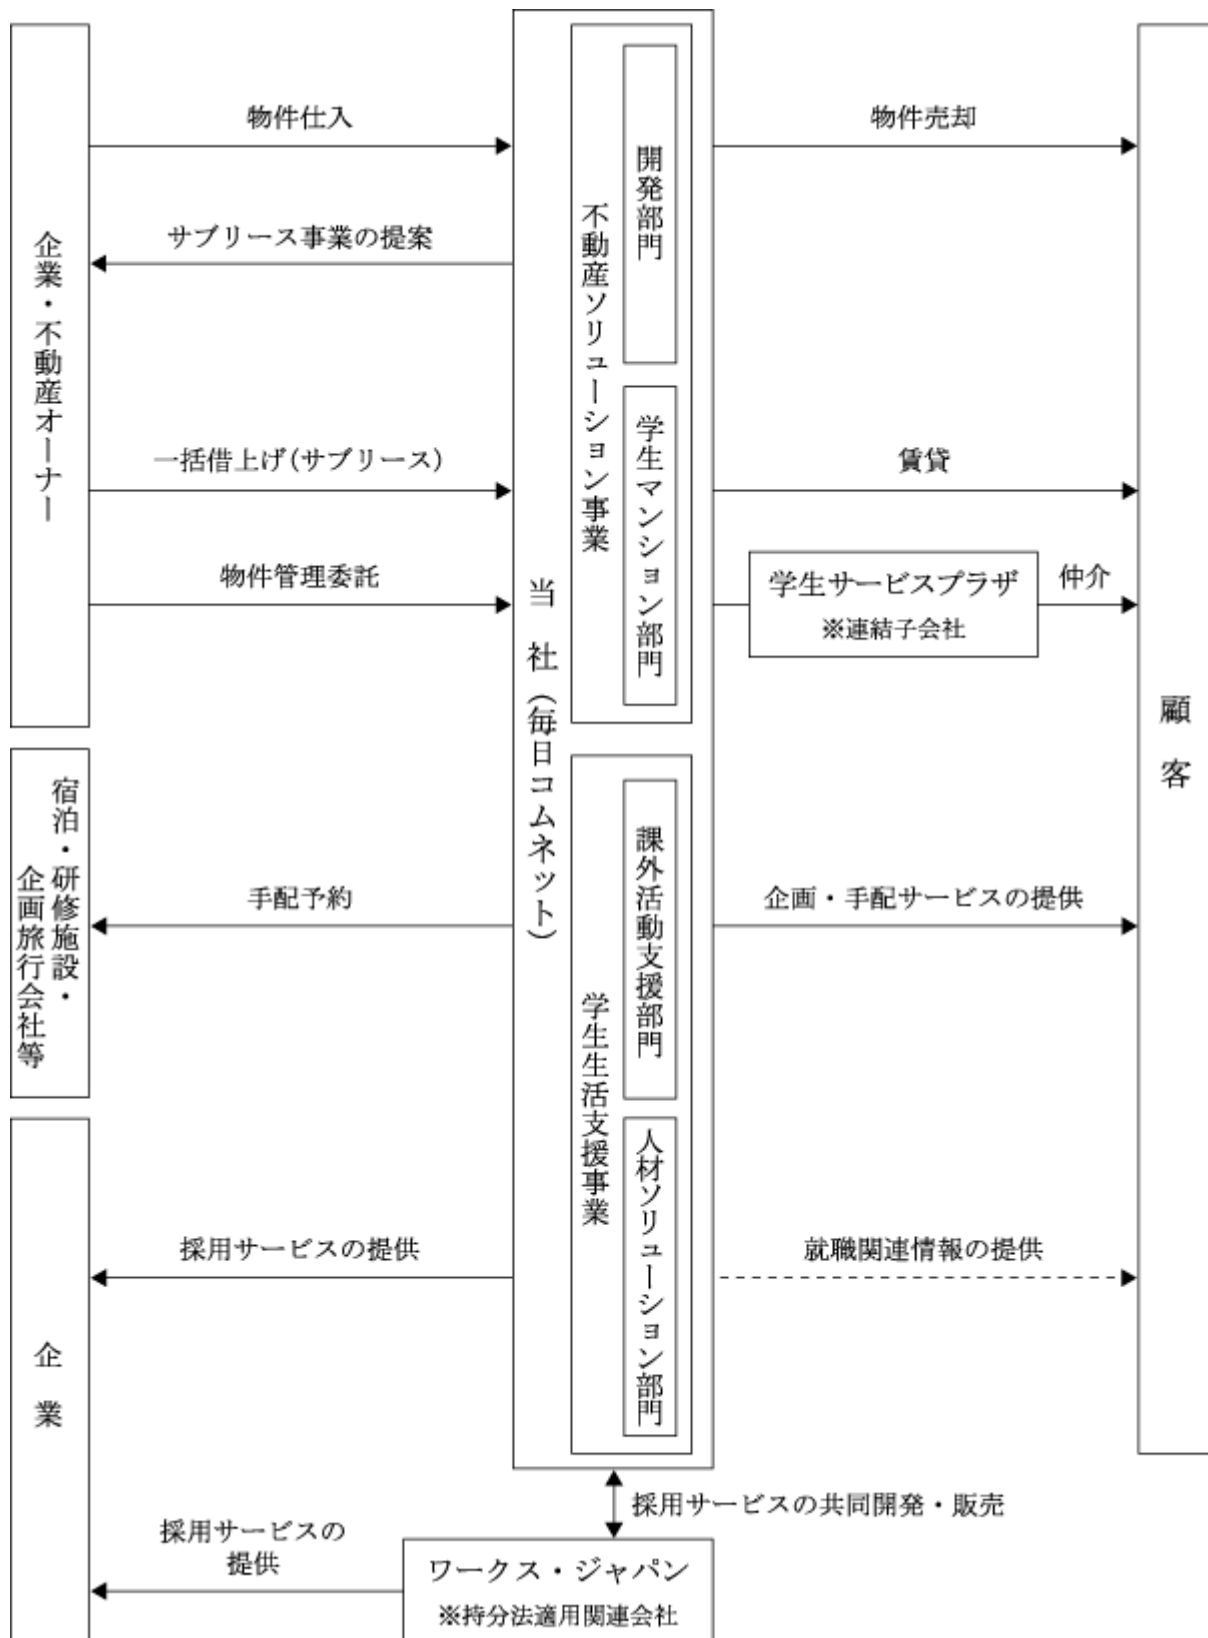 物件仕入
物件売却
サブリース事業の提案
企業・不動産オーナー
一括借上げ(サブリース)
物件管理委託
当社(毎日コムネット)
不動産ソリューション事業
開発部門
学生マンション部門
賃貸
学生サービスプラザ
※連結子会社
仲介
顧客
宿泊・研修施設・
企画旅行会社等
手配予約
学生生活支援事業
課外活動支援部門
企画・手配サービスの提供
企業
採用サービスの提供
人材ソリューション部門
就職関連情報の提供
採用サービスの共同開発・販売
採用サービスの
提供
ワークス・ジャパン
※持分法適用関連会社